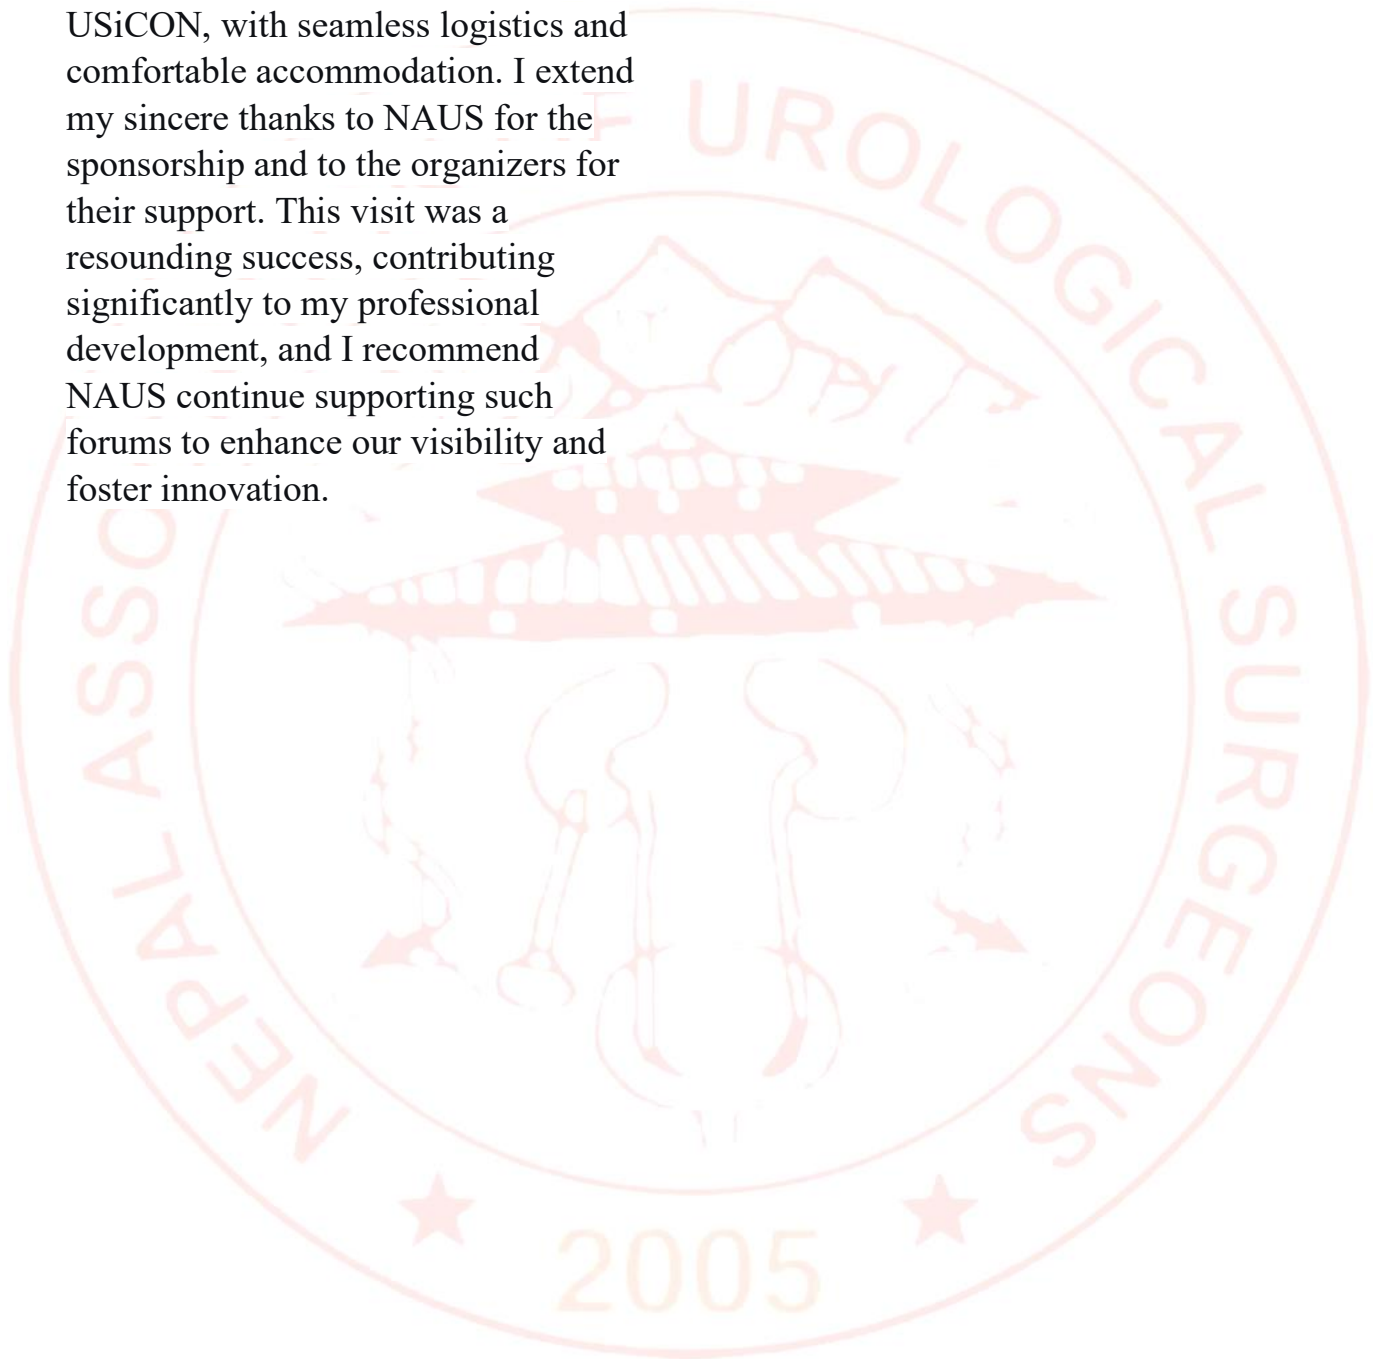 USiCON, with seamless logistics and
comfortable accommodation. I extend
my sincere thanks to NAUS for the
sponsorship and to the organizers for
their support. This visit was a
resounding success, contributing
significantly to my professional
development, and I recommend
NAUS continue supporting such
forums to enhance our visibility and
foster innovation.
NEPAL ASSO
F UROLOGICAL SURGEONS
2005